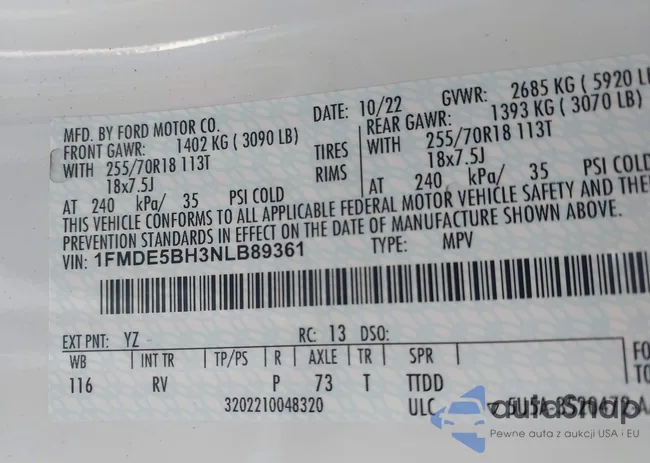 MFD. BY FORD MOTOR CO.
DATE: 10/22 GVWR: 2685 KG ( 5920 LB
FRONT GAWR: 1402 KG ( 3090 LB)
REAR GAWR: 1393 KG ( 3070 LB)
WITH 255/70R18 113T TIRES WITH 255/70R18 113T
18x7.5J RIMS 18x7.5J
AT 240 kPa/ 35 PSI COLD AT 240 kPa/ 35 PSI COLD
THIS VEHICLE CONFORMS TO ALL APPLICABLE FEDERAL MOTOR VEHICLE SAFETY AND THE
PREVENTION STANDARDS IN EFFECT ON THE DATE OF MANUFACTURE SHOWN ABOVE.
VIN: 1FMDE5BH3NLB89361 TYPE: MPV
EXT PNT: YZ RC: 13 DSO:
WB INT TR TP/PS R AXLE TR SPR
116 RV P 73 T TTDD
3202210048320 ULC
autoSnap
Pewne auta z aukcji USA i EU